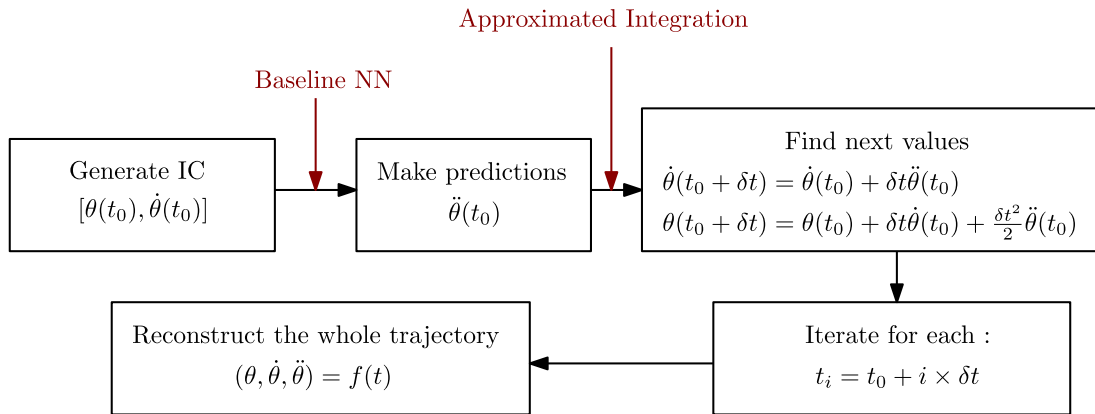 Approximated Integration
Baseline NN
Generate IC
[θ(t₀), θ̇(t₀)]
Make predictions
θ̈(t₀)
Find next values
θ̇(t₀ + δt) = θ̇(t₀) + δtθ̈(t₀)
θ(t₀ + δt) = θ(t₀) + δtθ̇(t₀) + δt²/2 θ̈(t₀)
Iterate for each :
tᵢ = t₀ + i × δt
Reconstruct the whole trajectory
(θ, θ̇, θ̈) = f(t)